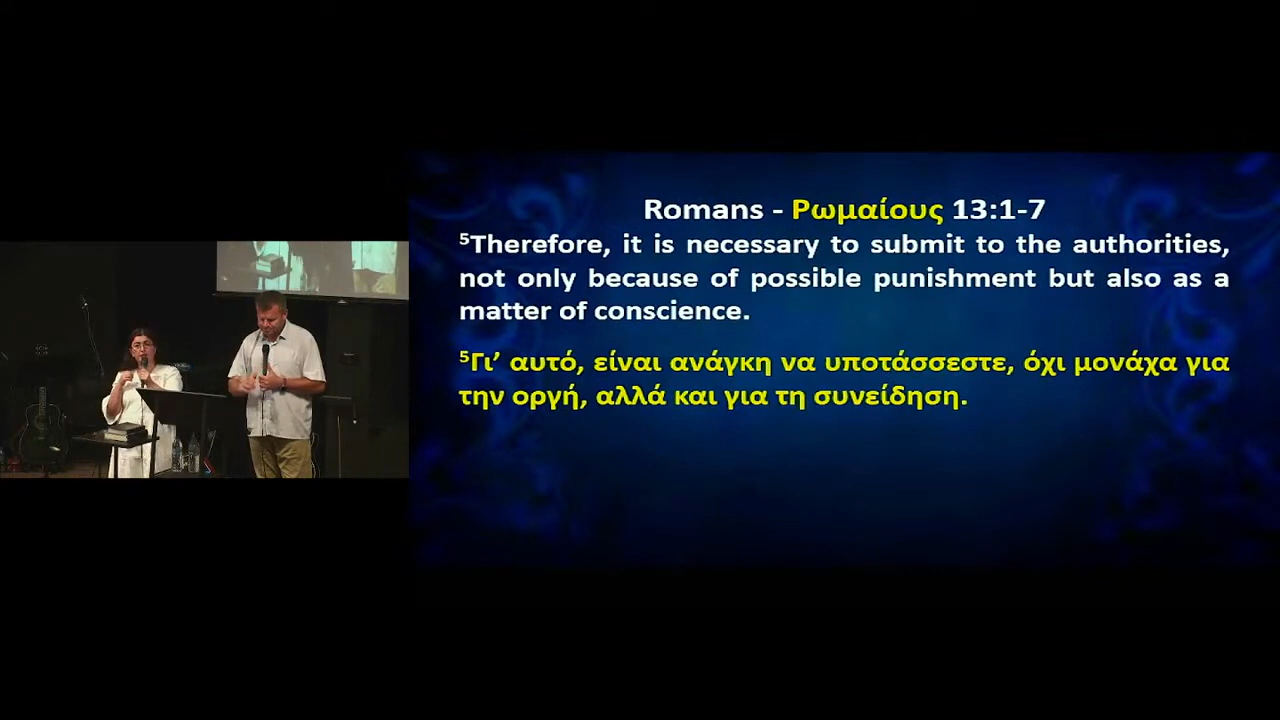 Romans - Ρωμαίους 13:1-7
⁵Therefore, it is necessary to submit to the authorities,
not only because of possible punishment but also as a
matter of conscience.
⁵Γι’ αυτό, είναι ανάγκη να υποτάσσεστε, όχι μονάχα για
την οργή, αλλά και για τη συνείδηση.